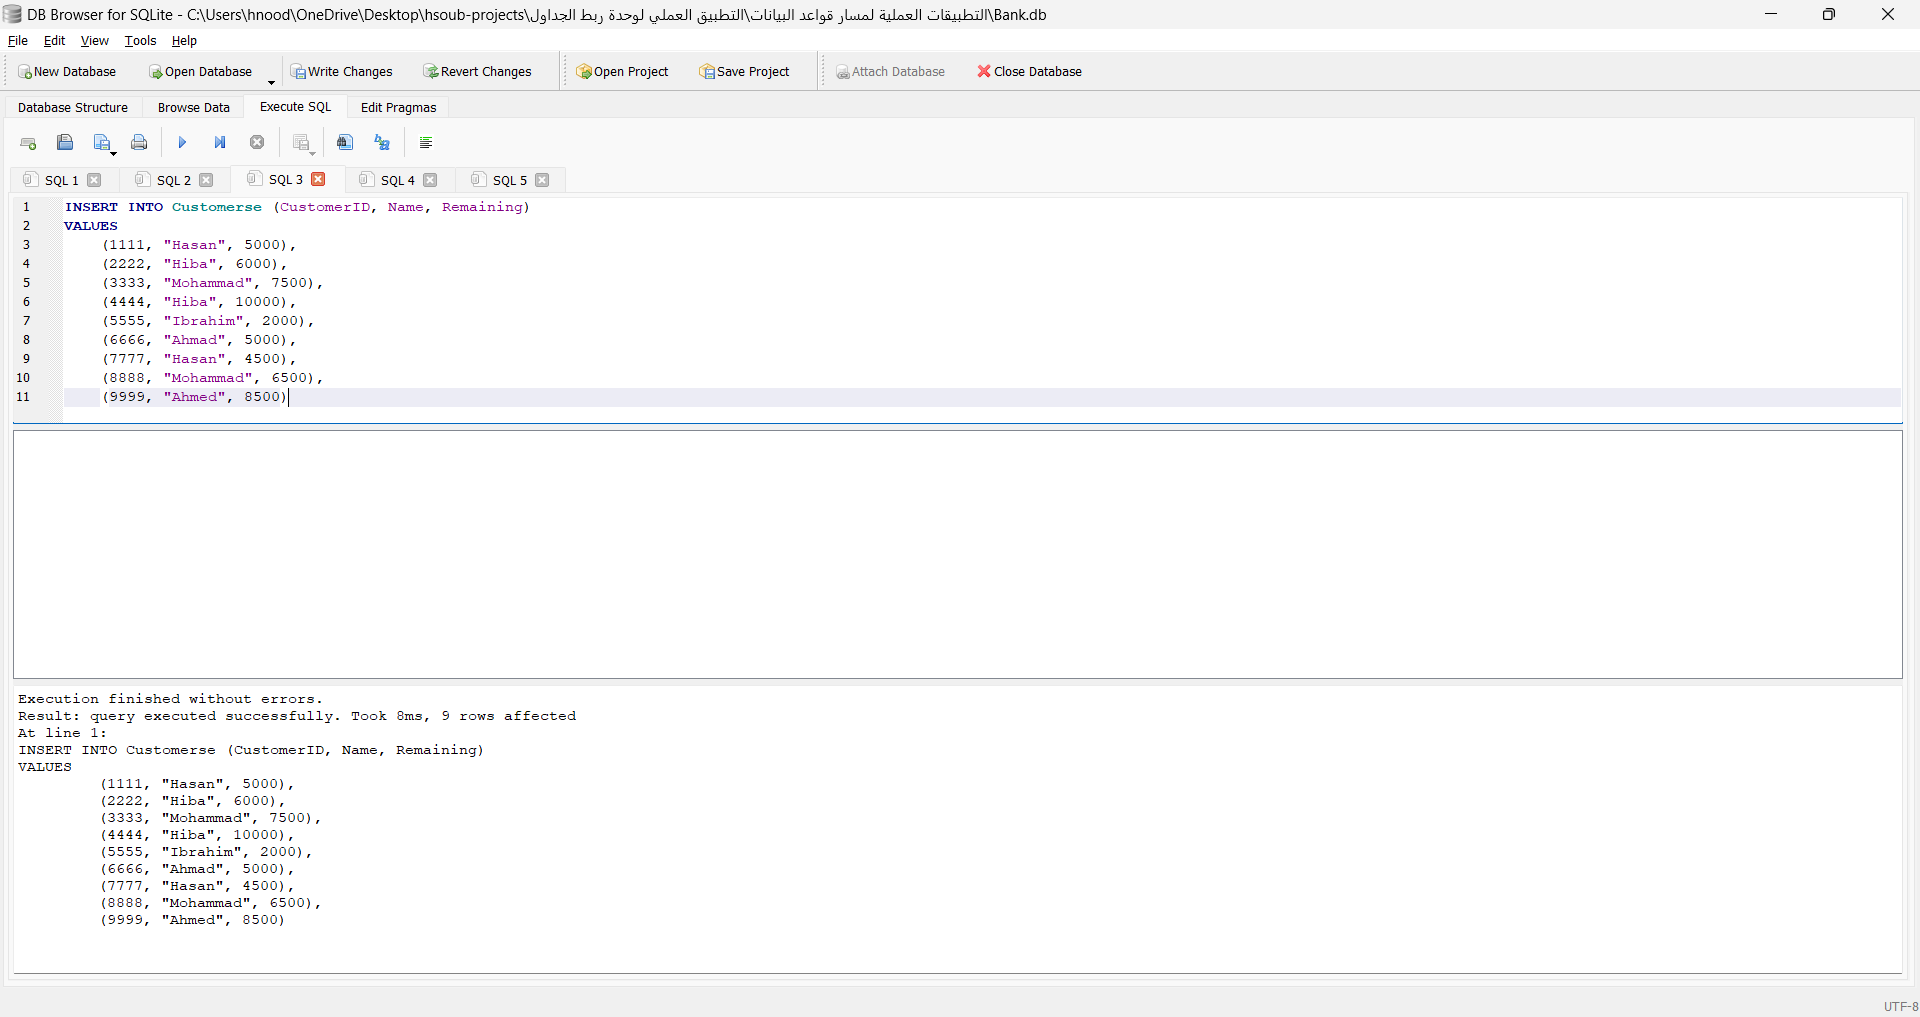 DB Browser for SQLite - C:\Users\hnood\OneDrive\Desktop\hsoub-projects\التطبيقات العملية لمسار قواعد البيانات\التطبيق العملي لوحدة ربط الجداول\Bank.db
File Edit View Tools Help
New Database Open Database Write Changes Revert Changes Open Project Save Project Attach Database Close Database
Database Structure Browse Data Execute SQL Edit Pragmas
SQL 1 SQL 2 SQL 3 SQL 4 SQL 5
1 INSERT INTO Customerse (CustomerID, Name, Remaining)
2 VALUES
3 (1111, "Hasan", 5000),
4 (2222, "Hiba", 6000),
5 (3333, "Mohammad", 7500),
6 (4444, "Hiba", 10000),
7 (5555, "Ibrahim", 2000),
8 (6666, "Ahmad", 5000),
9 (7777, "Hasan", 4500),
10 (8888, "Mohammad", 6500),
11 (9999, "Ahmed", 8500)
Execution finished without errors.
Result: query executed successfully. Took 8ms, 9 rows affected
At line 1:
INSERT INTO Customerse (CustomerID, Name, Remaining)
VALUES
(1111, "Hasan", 5000),
(2222, "Hiba", 6000),
(3333, "Mohammad", 7500),
(4444, "Hiba", 10000),
(5555, "Ibrahim", 2000),
(6666, "Ahmad", 5000),
(7777, "Hasan", 4500),
(8888, "Mohammad", 6500),
(9999, "Ahmed", 8500)
UTF-8